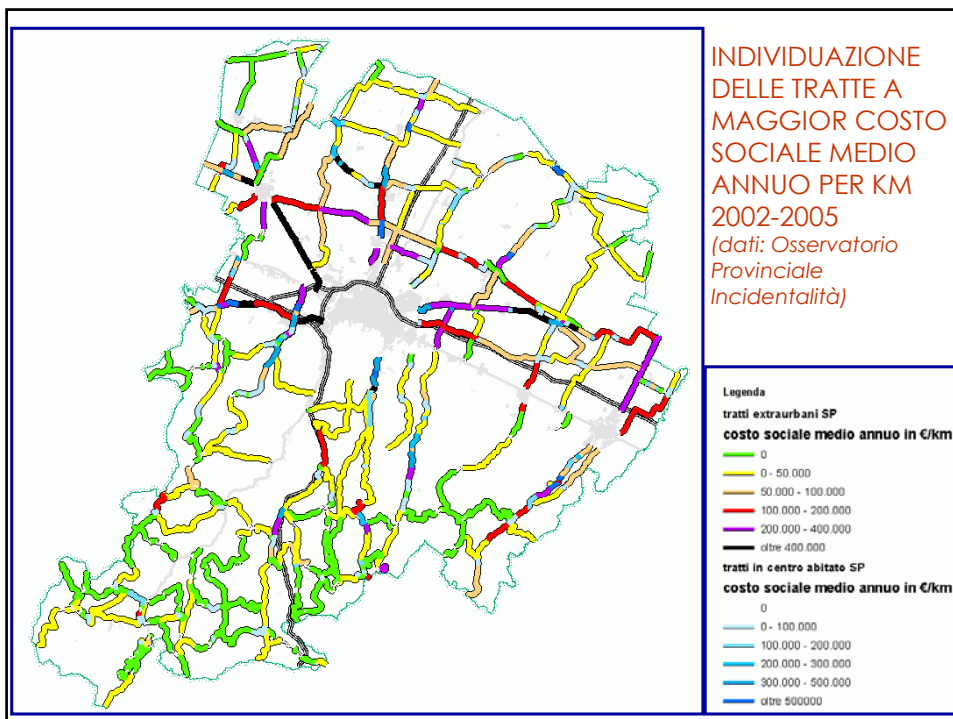 INDIVIDUAZIONE
DELLE TRATTE A
MAGGIOR COSTO
SOCIALE MEDIO
ANNUO PER KM
2002-2005
(dati: Osservatorio
Provinciale
Incidentalità)
Legenda
tratti extraurbani SP
costo sociale medio annuo in €/km
0
0 - 50.000
50.000 - 100.000
100.000 - 200.000
200.000 - 400.000
oltre 400.000
tratti in centro abitato SP
costo sociale medio annuo in €/km
0
0 - 100.000
100.000 - 200.000
200.000 - 300.000
300.000 - 500.000
oltre 500000